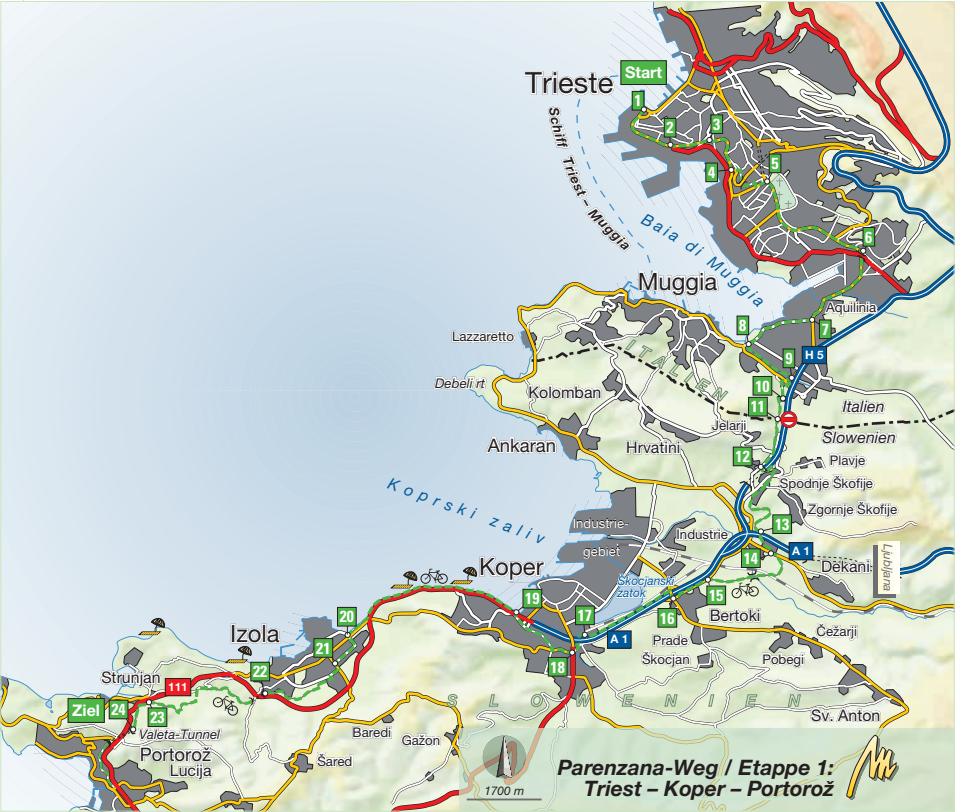 Trieste
Start
1
2
3
4
5
6
Schiff Triest – Muggia
Baia di Muggia
Muggia
Aquilinia
7
8
9
H 5
10
11
Lazzaretto
Debeli rt
ITALIEN
Kolomban
Italien
Slowenien
Jelarji
Ankaran
Hrvatini
12
Plavje
Spodnje Škofije
Zgornje Škofije
Koprski zaliv
Industrie-
gebiet
Industrie
13
A 1
14
Dekani
Ljubljana
Koper
Škocjanski
zatok
15
Bertoki
16
17
A 1
18
19
Prade
Škocjan
Čežarji
Pobegi
Sv. Anton
20
Izola
21
22
Strunjan
111
Ziel
24
23
Valeta-Tunnel
Portorož
Lucija
SLOWENIEN
Baredi
Gažon
Šared
1700 m
Parenzana-Weg / Etappe 1:
Triest – Koper – Portorož